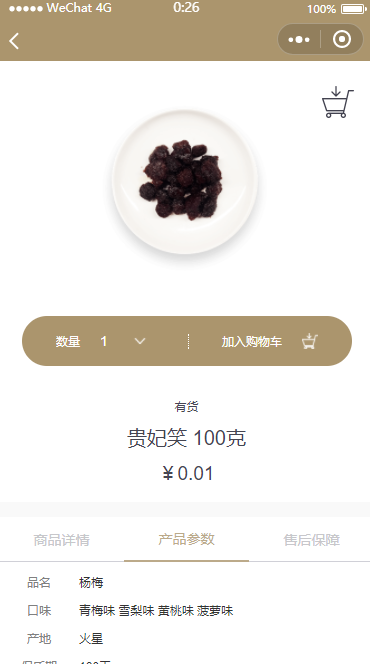 ●●●●● WeChat 4G 0:26 100%
数量 1 加入购物车
有货
贵妃笑 100克
¥0.01
商品详情 产品参数 售后保障
品名 杨梅
口味 青梅味 雪梨味 黄桃味 菠萝味
产地 火星